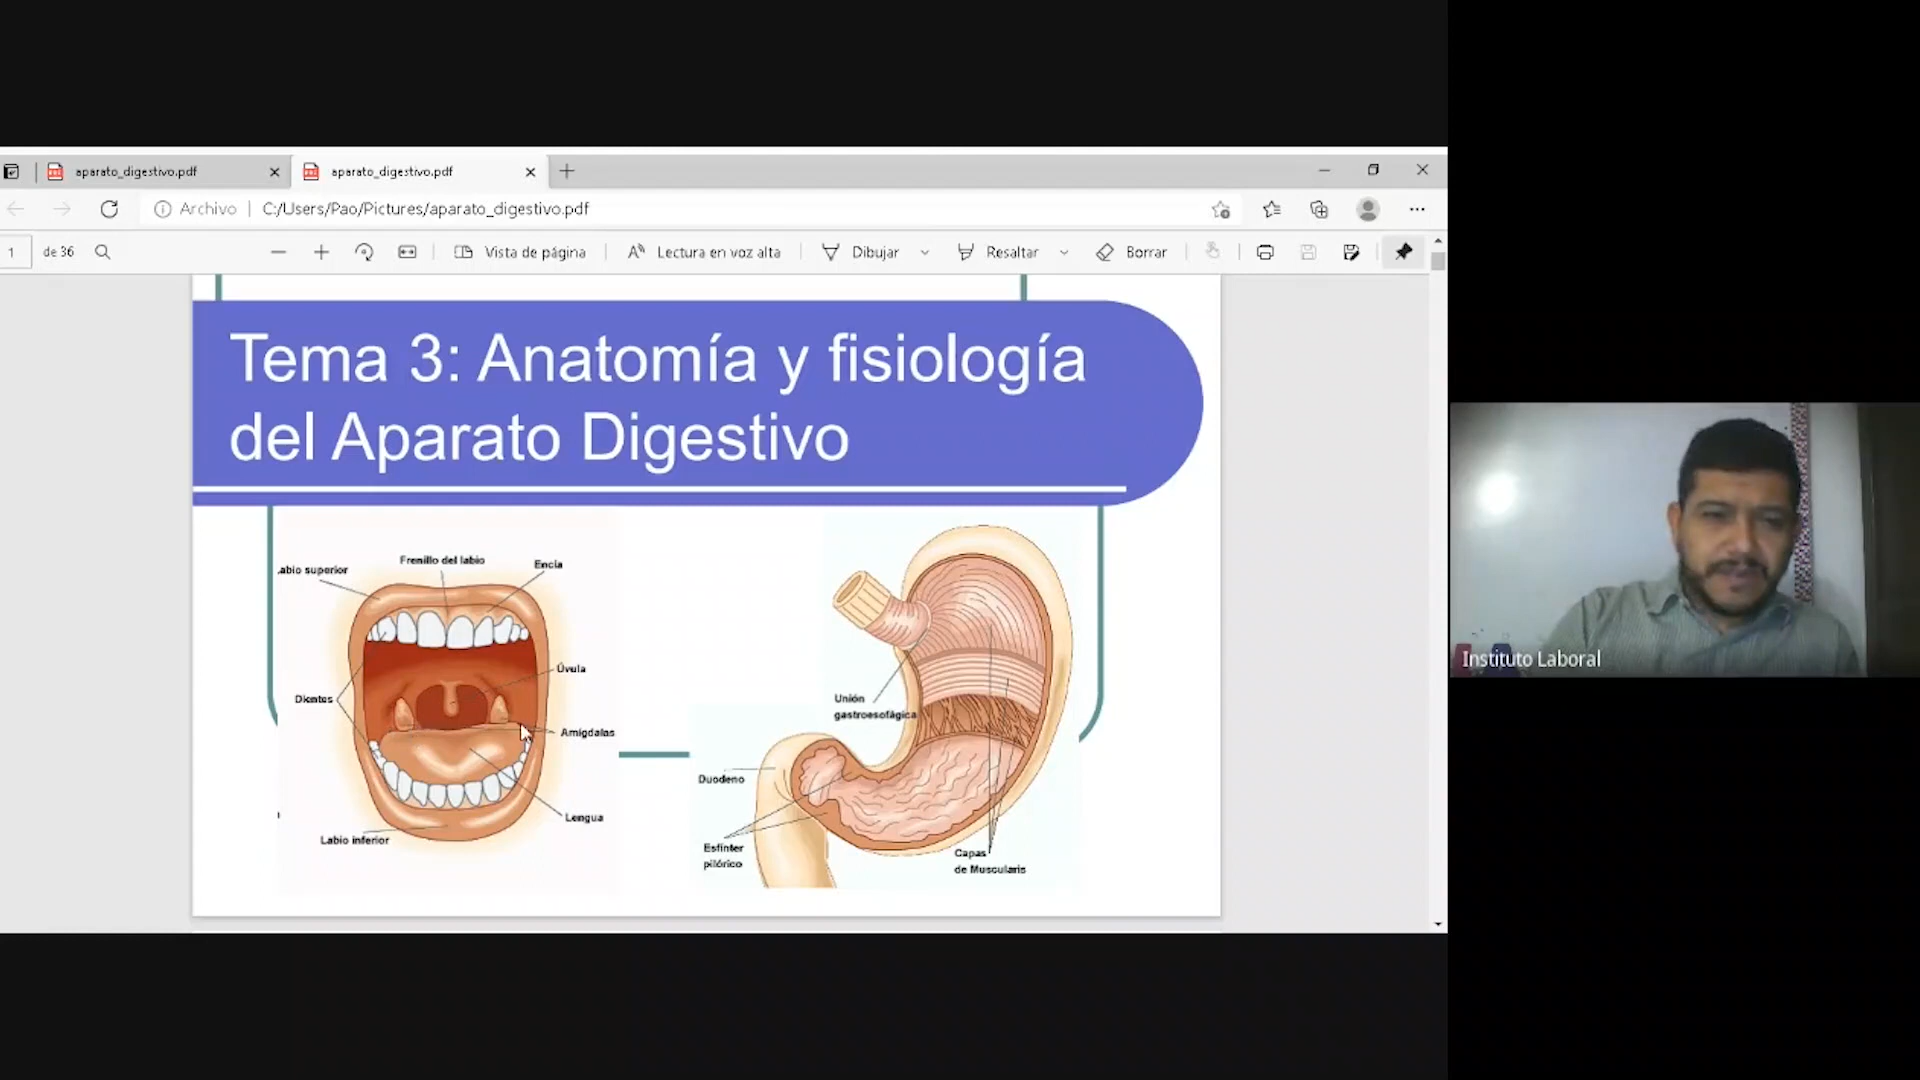 aparato_digestivo.pdf
aparato_digestivo.pdf
Archivo
C:/Users/Pao/Pictures/aparato_digestivo.pdf
1 de 36
Vista de página
Lectura en voz alta
Dibujar
Resaltar
Borrar
Tema 3: Anatomía y fisiología
del Aparato Digestivo
abio superior
Frenillo del labio
Encía
Úvula
Dientes
Amígdalas
Lengua
Labio inferior
Unión
gastroesofágica
Duodeno
Esfínter
pilórico
Capas
de Muscularis
Instituto Laboral